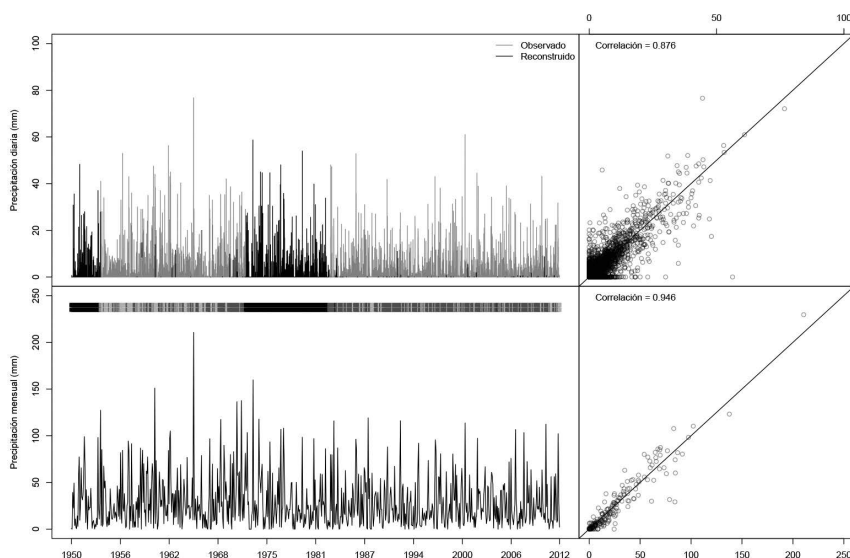 0 50 100
100
80
60
40
20
0
Precipitación diaria (mm)
Observado
Reconstruido
Correlación = 0.876
250
200
150
100
50
0
Precipitación mensual (mm)
Correlación = 0.946
1950 1956 1962 1968 1975 1981 1987 1994 2000 2006 2012
0 50 100 150 200 250